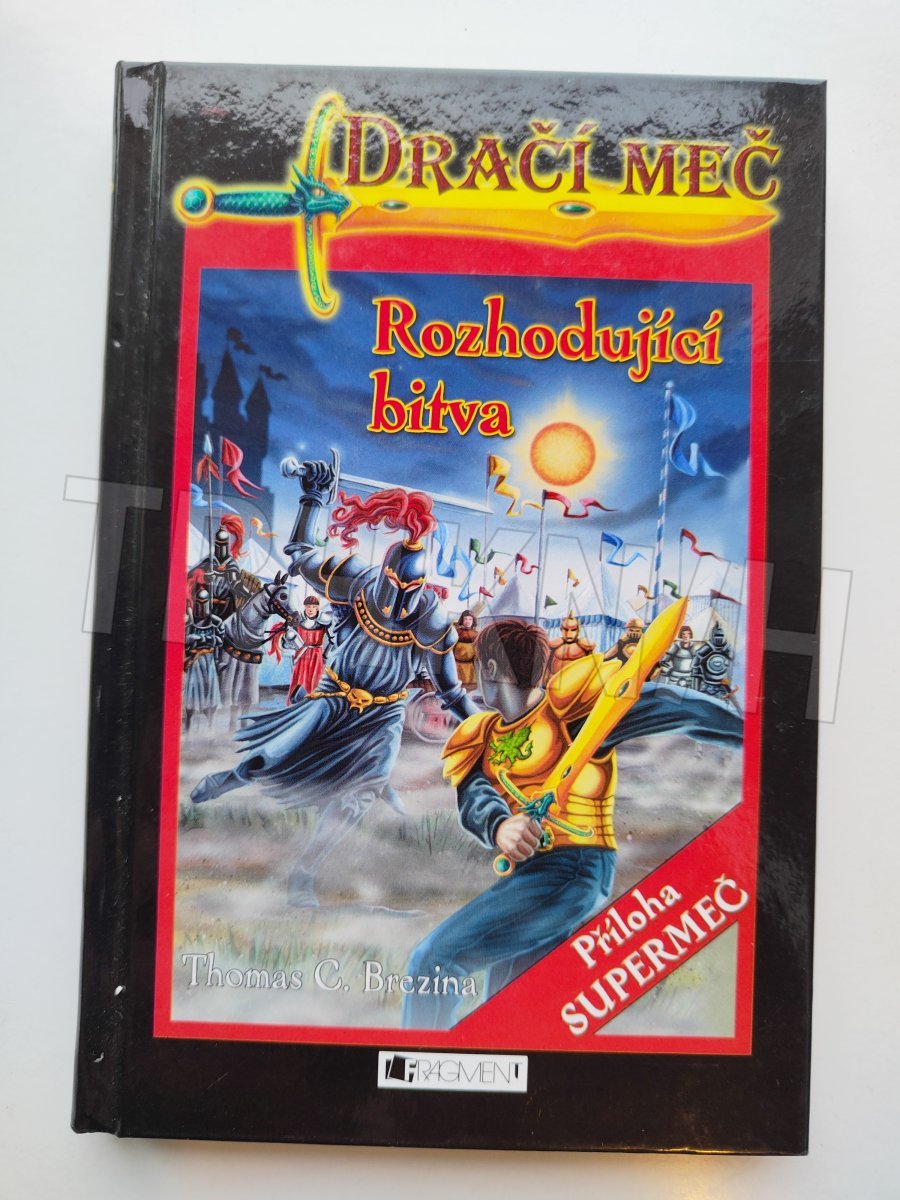 DRAČÍ MEČ
Rozhodující
bitva
Thomas C. Brezina
Příloha
SUPERMEČ
FRAGMENT